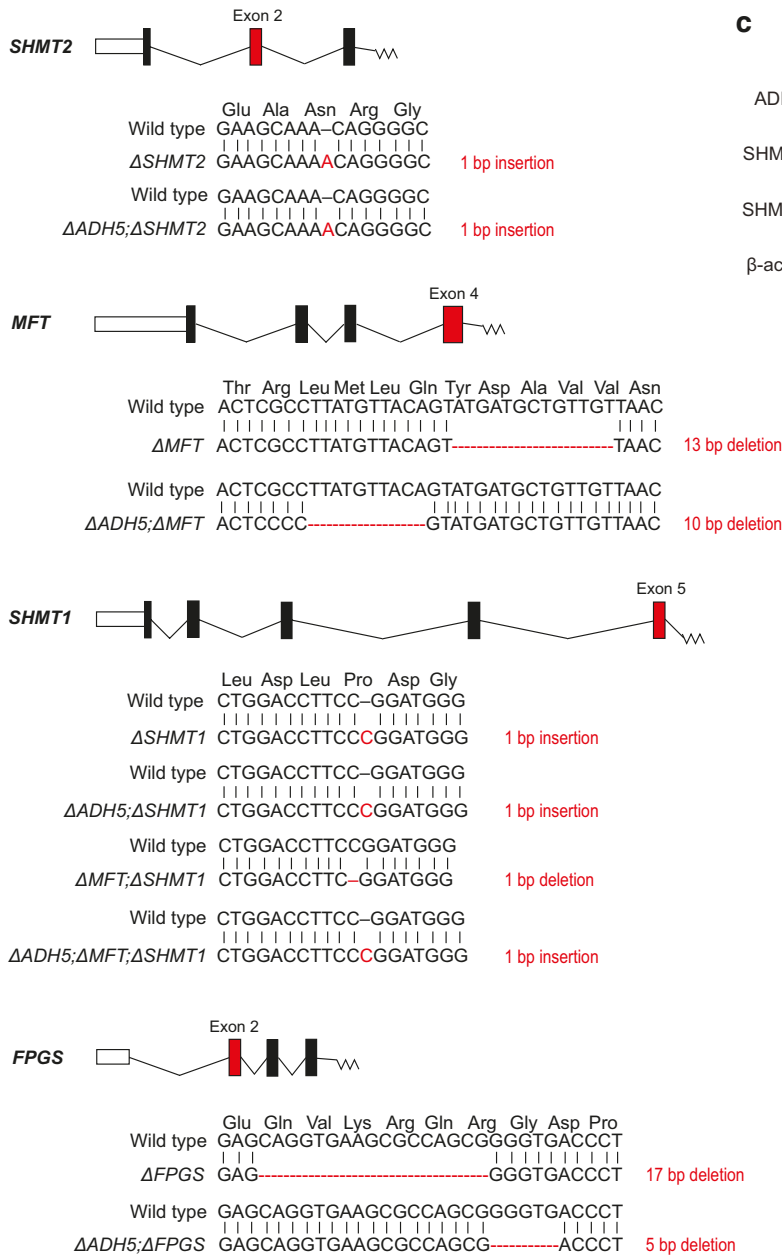 Exon 2
c
SHMT2
Glu Ala Asn Arg Gly
Wild type GAAGCAAA–CAGGGGC
ΔSHMT2 GAAGCAAAACAGGGGC 1 bp insertion
Wild type GAAGCAAA–CAGGGGC
ΔADH5;ΔSHMT2 GAAGCAAAACAGGGGC 1 bp insertion
AD
SHM
SHM
β-ac
Exon 4
MFT
Thr Arg Leu Met Leu Gln Tyr Asp Ala Val Val Asn
Wild type ACTCGCCTTATGTTACAGTATGATGCTGTTGTTAAC
ΔMFT ACTCGCCTTATGTTACAGT--------------------------TAAC 13 bp deletion
Wild type ACTCGCCTTATGTTACAGTATGATGCTGTTGTTAAC
ΔADH5;ΔMFT ACTCCCC-------------------GTATGATGCTGTTGTTAAC 10 bp deletion
Exon 5
SHMT1
Leu Asp Leu Pro Asp Gly
Wild type CTGGACCTTCC–GGATGGG
ΔSHMT1 CTGGACCTTCCCGGATGGG 1 bp insertion
Wild type CTGGACCTTCC–GGATGGG
ΔADH5;ΔSHMT1 CTGGACCTTCCCGGATGGG 1 bp insertion
Wild type CTGGACCTTCCGGATGGG
ΔMFT;ΔSHMT1 CTGGACCTTC–GGATGGG 1 bp deletion
Wild type CTGGACCTTCC–GGATGGG
ΔADH5;ΔMFT;ΔSHMT1 CTGGACCTTCCCGGATGGG 1 bp insertion
Exon 2
FPGS
Glu Gln Val Lys Arg Gln Arg Gly Asp Pro
Wild type GAGCAGGTGAAGCGCCAGCGGGGTGACCCT
ΔFPGS GAG-------------------------------------GGGTGACCCT 17 bp deletion
Wild type GAGCAGGTGAAGCGCCAGCGGGGTGACCCT
ΔADH5;ΔFPGS GAGCAGGTGAAGCGCCAGCG-----------ACCCT 5 bp deletion